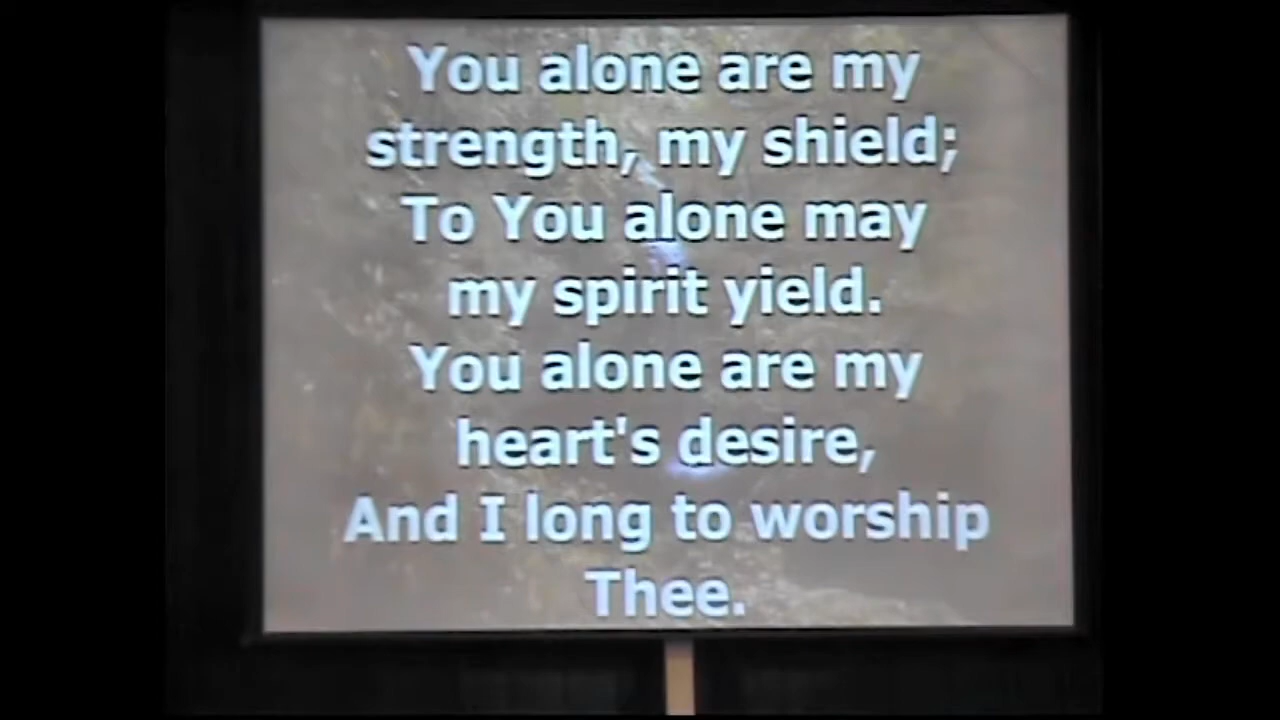 You alone are my
strength, my shield;
To You alone may
my spirit yield.
You alone are my
heart's desire,
And I long to worship
Thee.